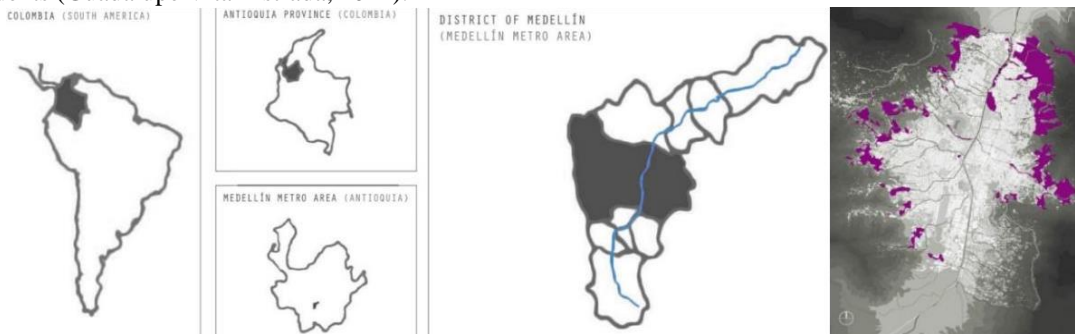 COLOMBIA (SOUTH AMERICA)
ANTIOQUIA PROVINCE (COLOMBIA)
MEDELLÍN METRO AREA (ANTIOQUIA)
DISTRICT OF MEDELLÍN
(MEDELLÍN METRO AREA)